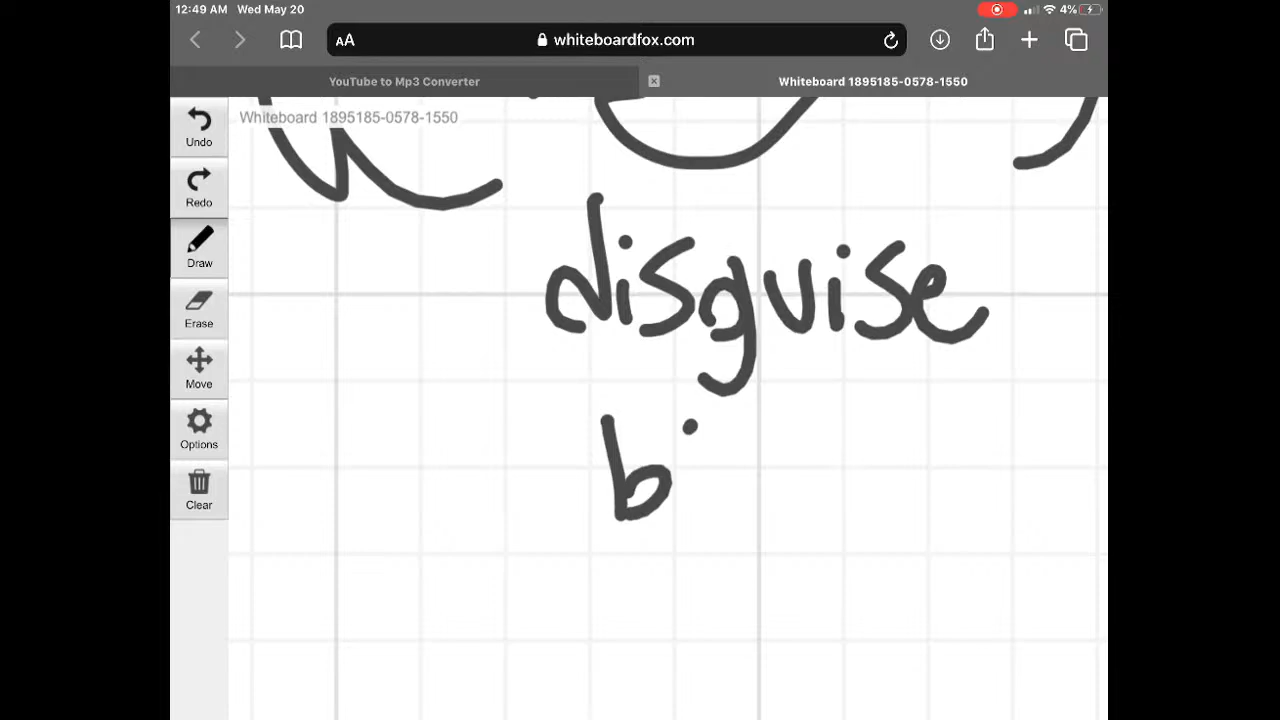 12:49 AM Wed May 20
4%
AA
whiteboardfox.com
YouTube to Mp3 Converter
Whiteboard 1895185-0578-1550
Whiteboard 1895185-0578-1550
Undo
Redo
Draw
Erase
Move
Options
Clear
disguise
b